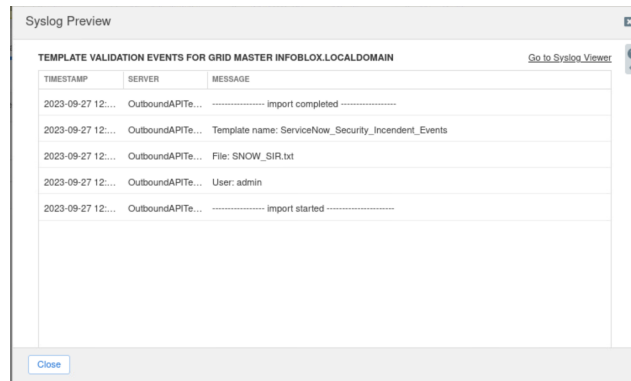 Syslog Preview
TEMPLATE VALIDATION EVENTS FOR GRID MASTER INFOBLOX.LOCALDOMAIN Go to Syslog Viewer
TIMESTAMP SERVER MESSAGE
2023-09-27 12:... OutboundAPITe... ----------------- import completed ------------------
2023-09-27 12:... OutboundAPITe... Template name: ServiceNow_Security_Incendent_Events
2023-09-27 12:... OutboundAPITe... File: SNOW_SIR.txt
2023-09-27 12:... OutboundAPITe... User: admin
2023-09-27 12:... OutboundAPITe... ----------------- import started ----------------------
Close